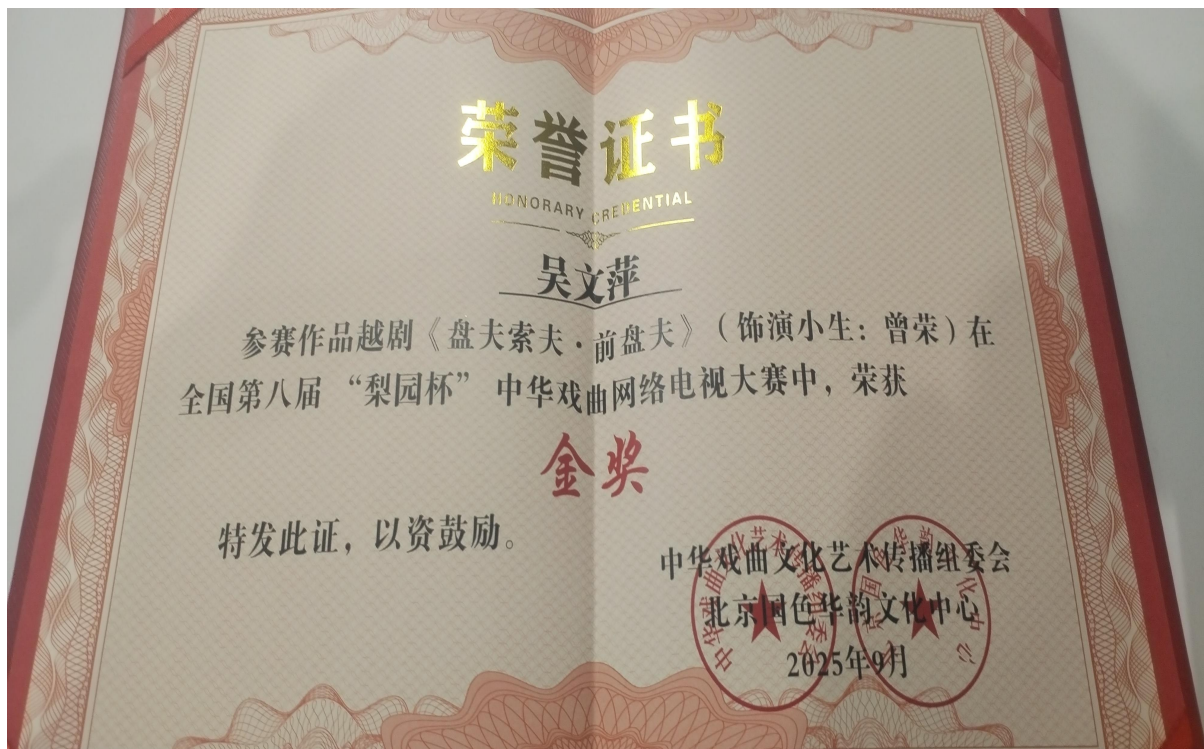 荣誉证书
HONORARY CREDENTIAL
吴文萍
参赛作品越剧《盘夫索夫·前盘夫》（饰演小生：曾荣）在
全国第八届“梨园杯”中华戏曲网络电视大赛中，荣获
金奖
特发此证，以资鼓励。
中华戏曲文化艺术传播组委会
北京国色华韵文化中心
2025年9月